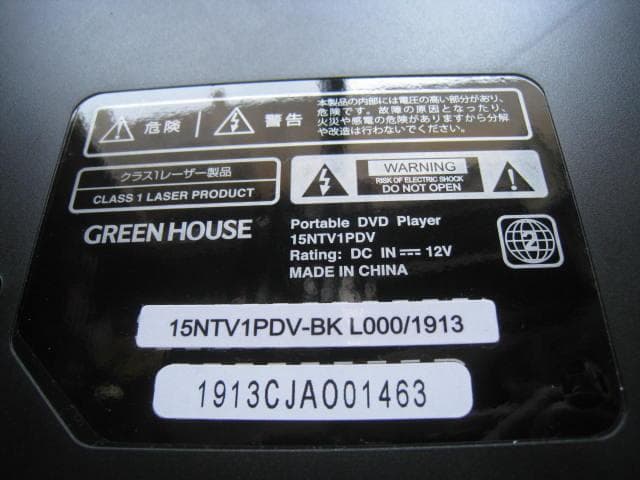 危険
警告
本製品の内部には電圧の高い部分があり、
危険です。故障の原因となったり、
火災や感電の危険がありますから分解
や改造は行わないでください。
クラス1レーザー製品
CLASS 1 LASER PRODUCT
WARNING
RISK OF ELECTRIC SHOCK
DO NOT OPEN
GREEN HOUSE
Portable DVD Player
15NTV1PDV
Rating: DC IN⎓12V
MADE IN CHINA
2
15NTV1PDV-BK L000/1913
1913CJA001463